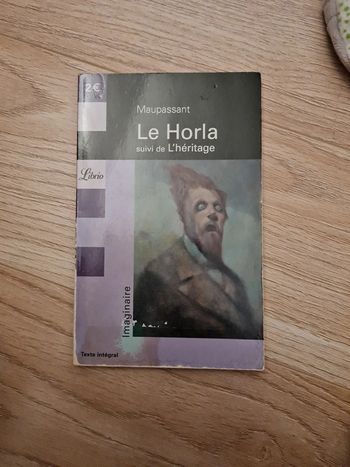 2€
Maupassant
Le Horla
suivi de L'héritage
Librio
Imaginaire
Texte intégral